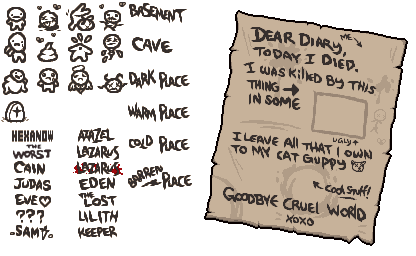 BASEMENT
CAVE
DARK PLACE
WARM PLACE
COLD PLACE
BARREN PLACE
THE WORST
CAIN
JUDAS
EVE♡
???
-SAM-
AZAZEL
LAZARUS
LAZARUS
EDEN
THE LOST
LILITH
KEEPER
DEAR DIARY,
ME
TODAY I DIED.
I WAS KILLED BY THIS
THING →
IN SOME
UGLY
I LEAVE ALL THAT I OWN
TO MY CAT GUPPY
COOL STUFF!
GOODBYE CRUEL WORLD
XOXO